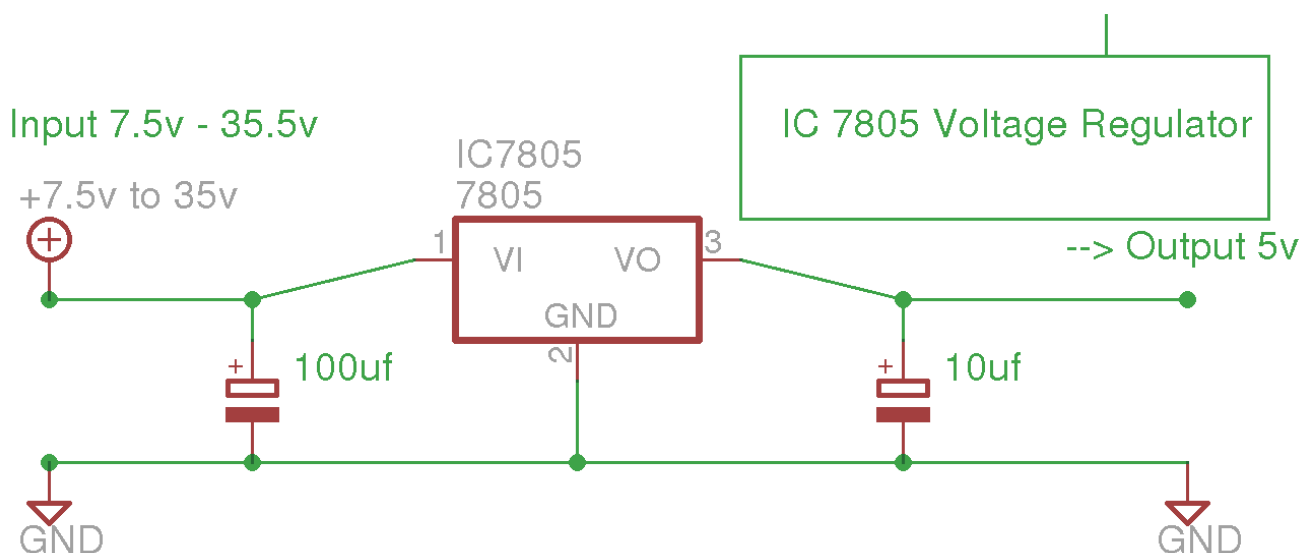 IC 7805 Voltage Regulator
Input 7.5v - 35.5v
+7.5v to 35v
IC7805
7805
1
VI
VO
3
GND
2
--> Output 5v
+
100uf
+
10uf
GND
GND